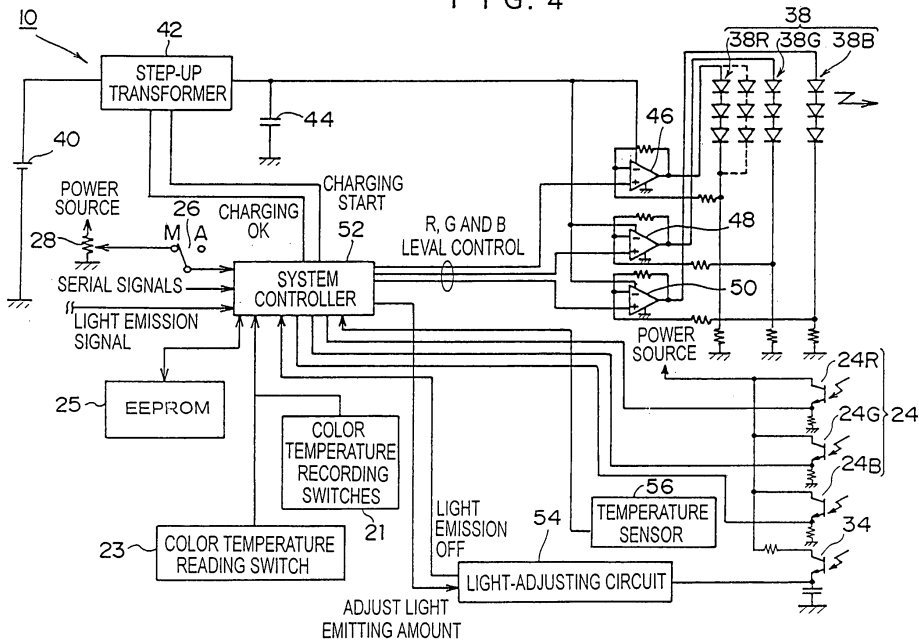 FIG. 4
10
42
STEP-UP
TRANSFORMER
44
40
38
38R
38G
38B
46
48
50
POWER
SOURCE
28
M
26
A
CHARGING
OK
CHARGING
START
52
R, G AND B
LEVAL CONTROL
SERIAL SIGNALS
SYSTEM
CONTROLLER
LIGHT EMISSION
SIGNAL
POWER
SOURCE
25
EEPROM
24R
24G
24
24B
COLOR
TEMPERATURE
RECORDING
SWITCHES
21
56
TEMPERATURE
SENSOR
34
23
COLOR TEMPERATURE
READING SWITCH
LIGHT
EMISSION
OFF
54
LIGHT-ADJUSTING CIRCUIT
ADJUST LIGHT
EMITTING AMOUNT